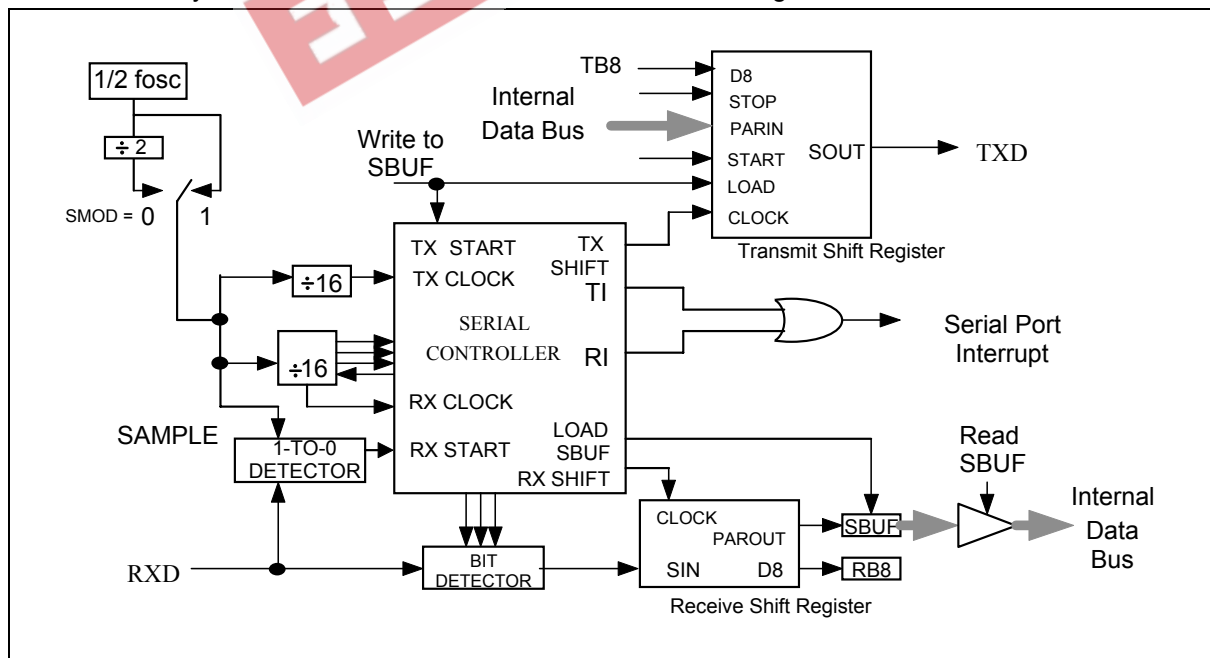 1/2 fosc
÷ 2
SMOD = 0 1
TB8
Internal
Data Bus
D8
STOP
PARIN
START
LOAD
CLOCK
SOUT
TXD
Transmit Shift Register
Write to
SBUF
÷16
÷16
TX START
TX CLOCK
SERIAL
CONTROLLER
RX CLOCK
RX START
TX
SHIFT
TI
RI
LOAD
SBUF
RX SHIFT
Serial Port
Interrupt
SAMPLE
1-TO-0
DETECTOR
RXD
BIT
DETECTOR
CLOCK
PAROUT
SIN D8
Receive Shift Register
SBUF
RB8
Read
SBUF
Internal
Data
Bus